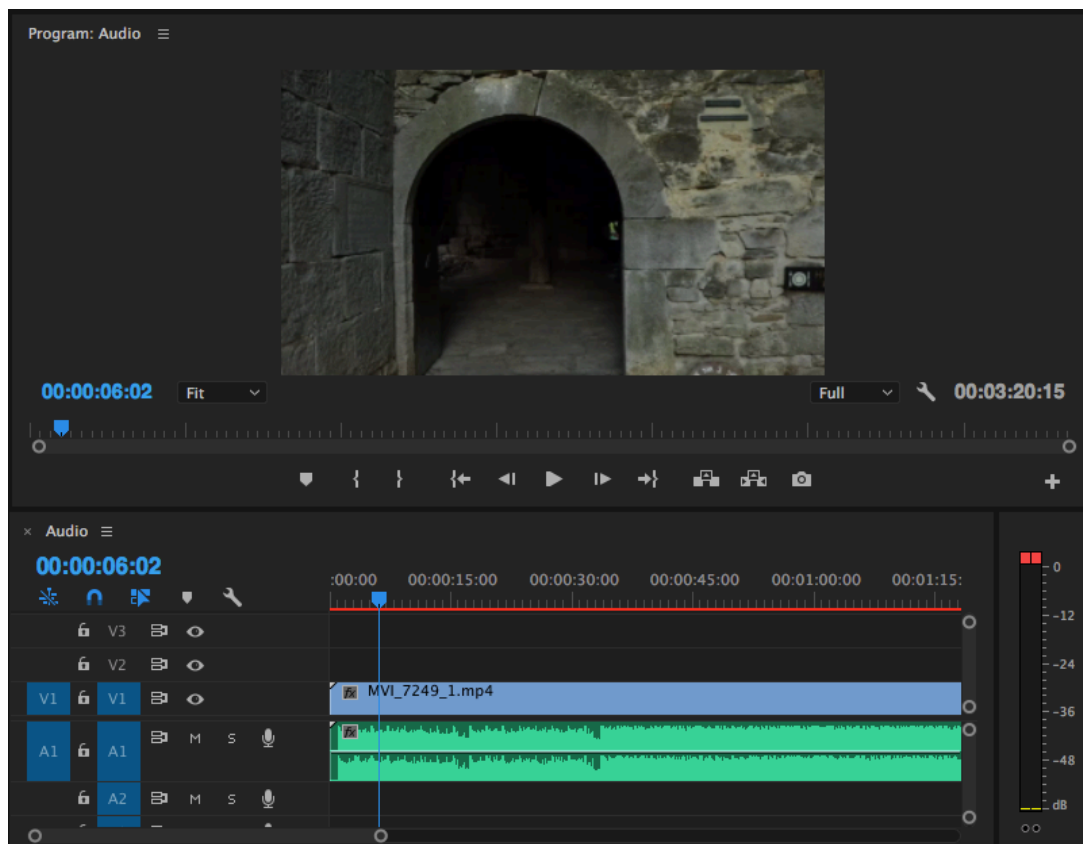 Program: Audio
00:00:06:02 Fit Full 00:03:20:15
Audio
00:00:06:02
:00:00 00:00:15:00 00:00:30:00 00:00:45:00 00:01:00:00 00:01:15:
V3
V2
V1 V1 fx MVI_7249_1.mp4
fx
M S
A1 A1
A2 M S
0
-12
-24
-36
-48
dB